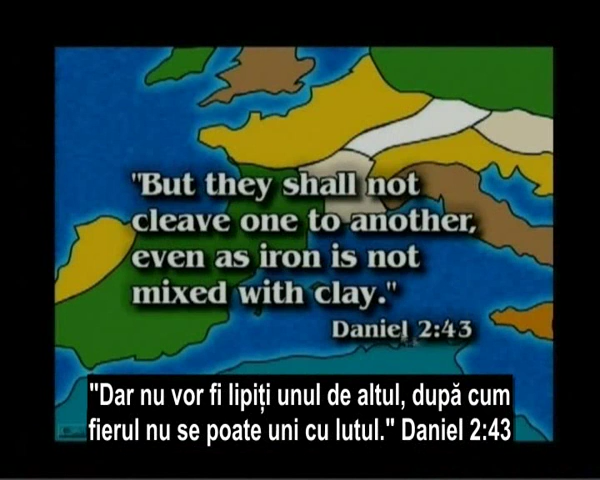 "But they shall not
cleave one to another,
even as iron is not
mixed with clay."
Daniel 2:43
"Dar nu vor fi lipiți unul de altul, după cum
fierul nu se poate uni cu lutul." Daniel 2:43